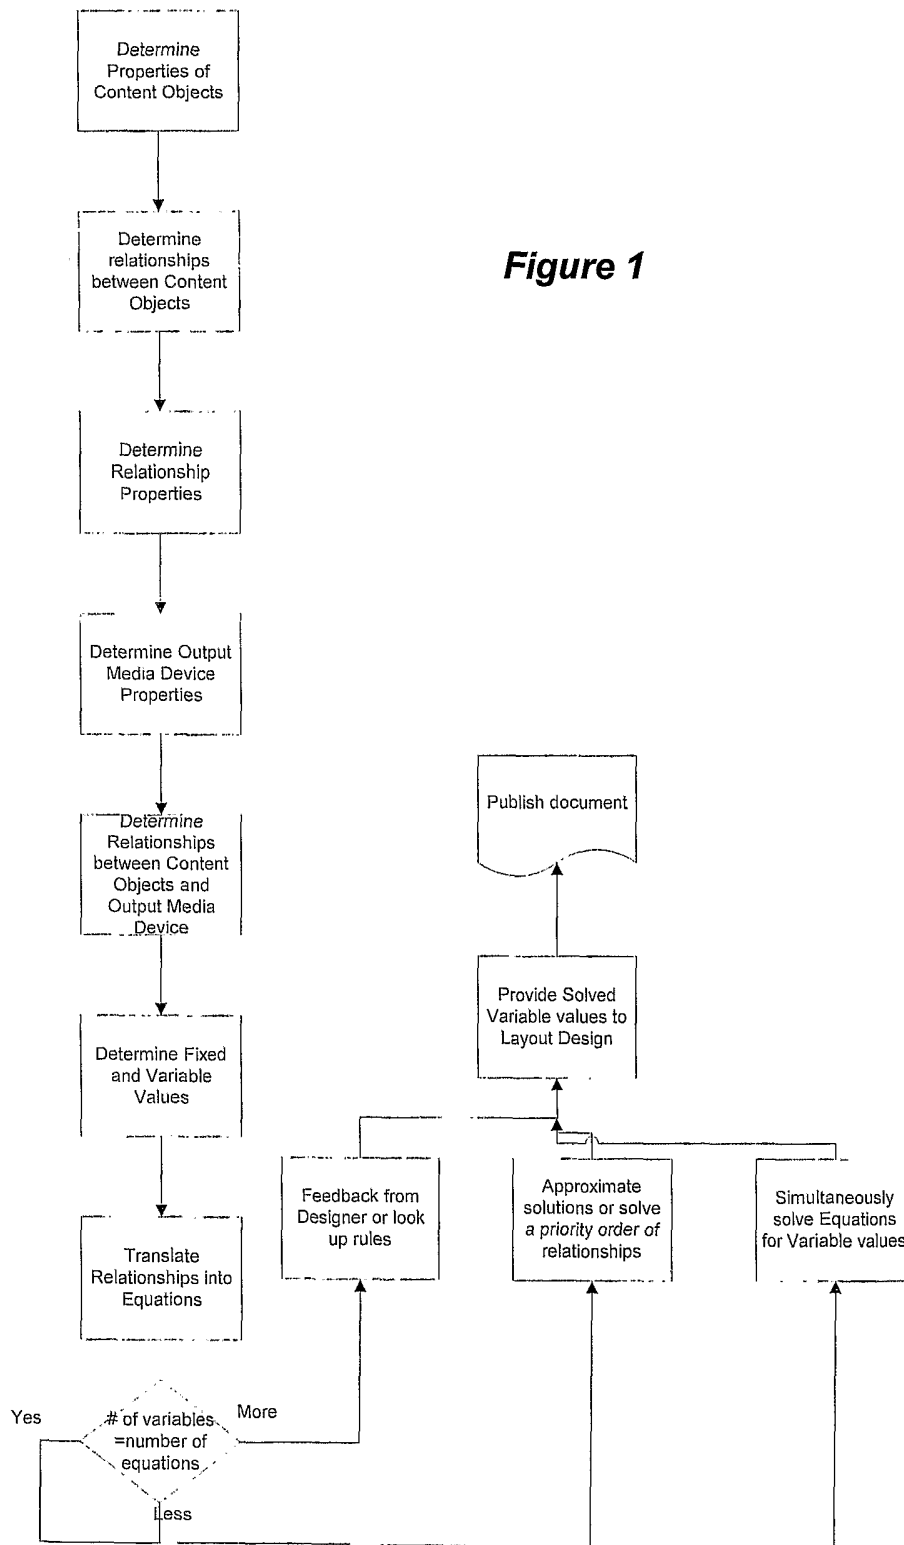 Determine
Properties of
Content Objects
Determine
relationships
between Content
Objects
Figure 1
Determine
Relationship
Properties
Determine Output
Media Device
Properties
Determine
Relationships
between Content
Objects and
Output Media
Device
Publish document
Provide Solved
Variable values to
Layout Design
Determine Fixed
and Variable
Values
Feedback from
Designer or look
up rules
Approximate
solutions or solve
a priority order of
relationships
Simultaneously
solve Equations
for Variable values
Translate
Relationships into
Equations
Yes
# of variables
=number of
equations
More
Less